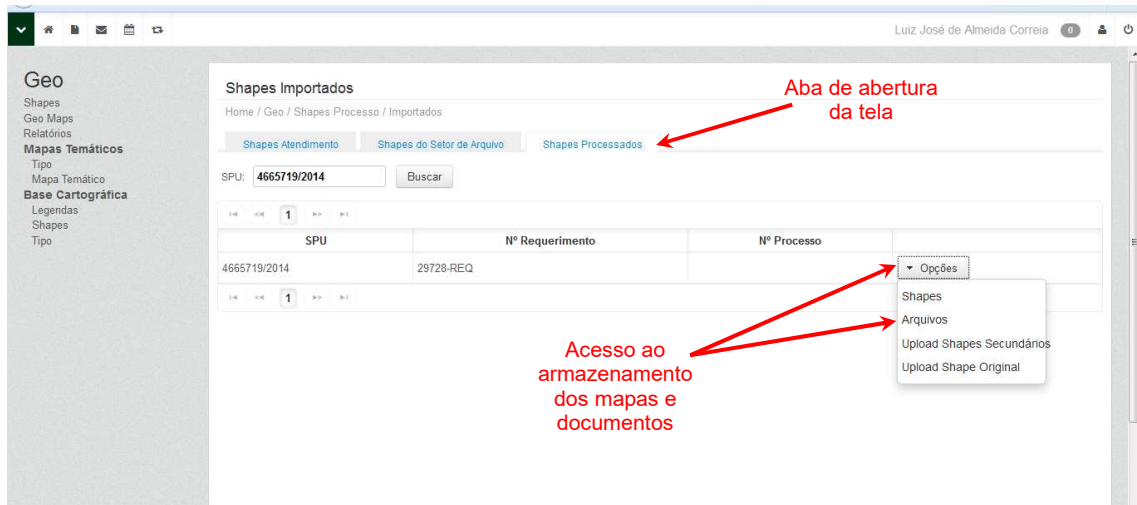 Luiz José de Almeida Correia 0
Geo
Shapes
Geo Maps
Relatórios
Mapas Temáticos
Tipo
Mapa Temático
Base Cartográfica
Legendas
Shapes
Tipo
Shapes Importados
Home / Geo / Shapes Processo / Importados
Aba de abertura
da tela
Shapes Atendimento Shapes do Setor de Arquivo Shapes Processados
SPU: 4665719/2014 Buscar
1
SPU Nº Requerimento Nº Processo
4665719/2014 29728-REQ Opções
1
Shapes
Arquivos
Upload Shapes Secundários
Upload Shape Original
Acesso ao
armazenamento
dos mapas e
documentos